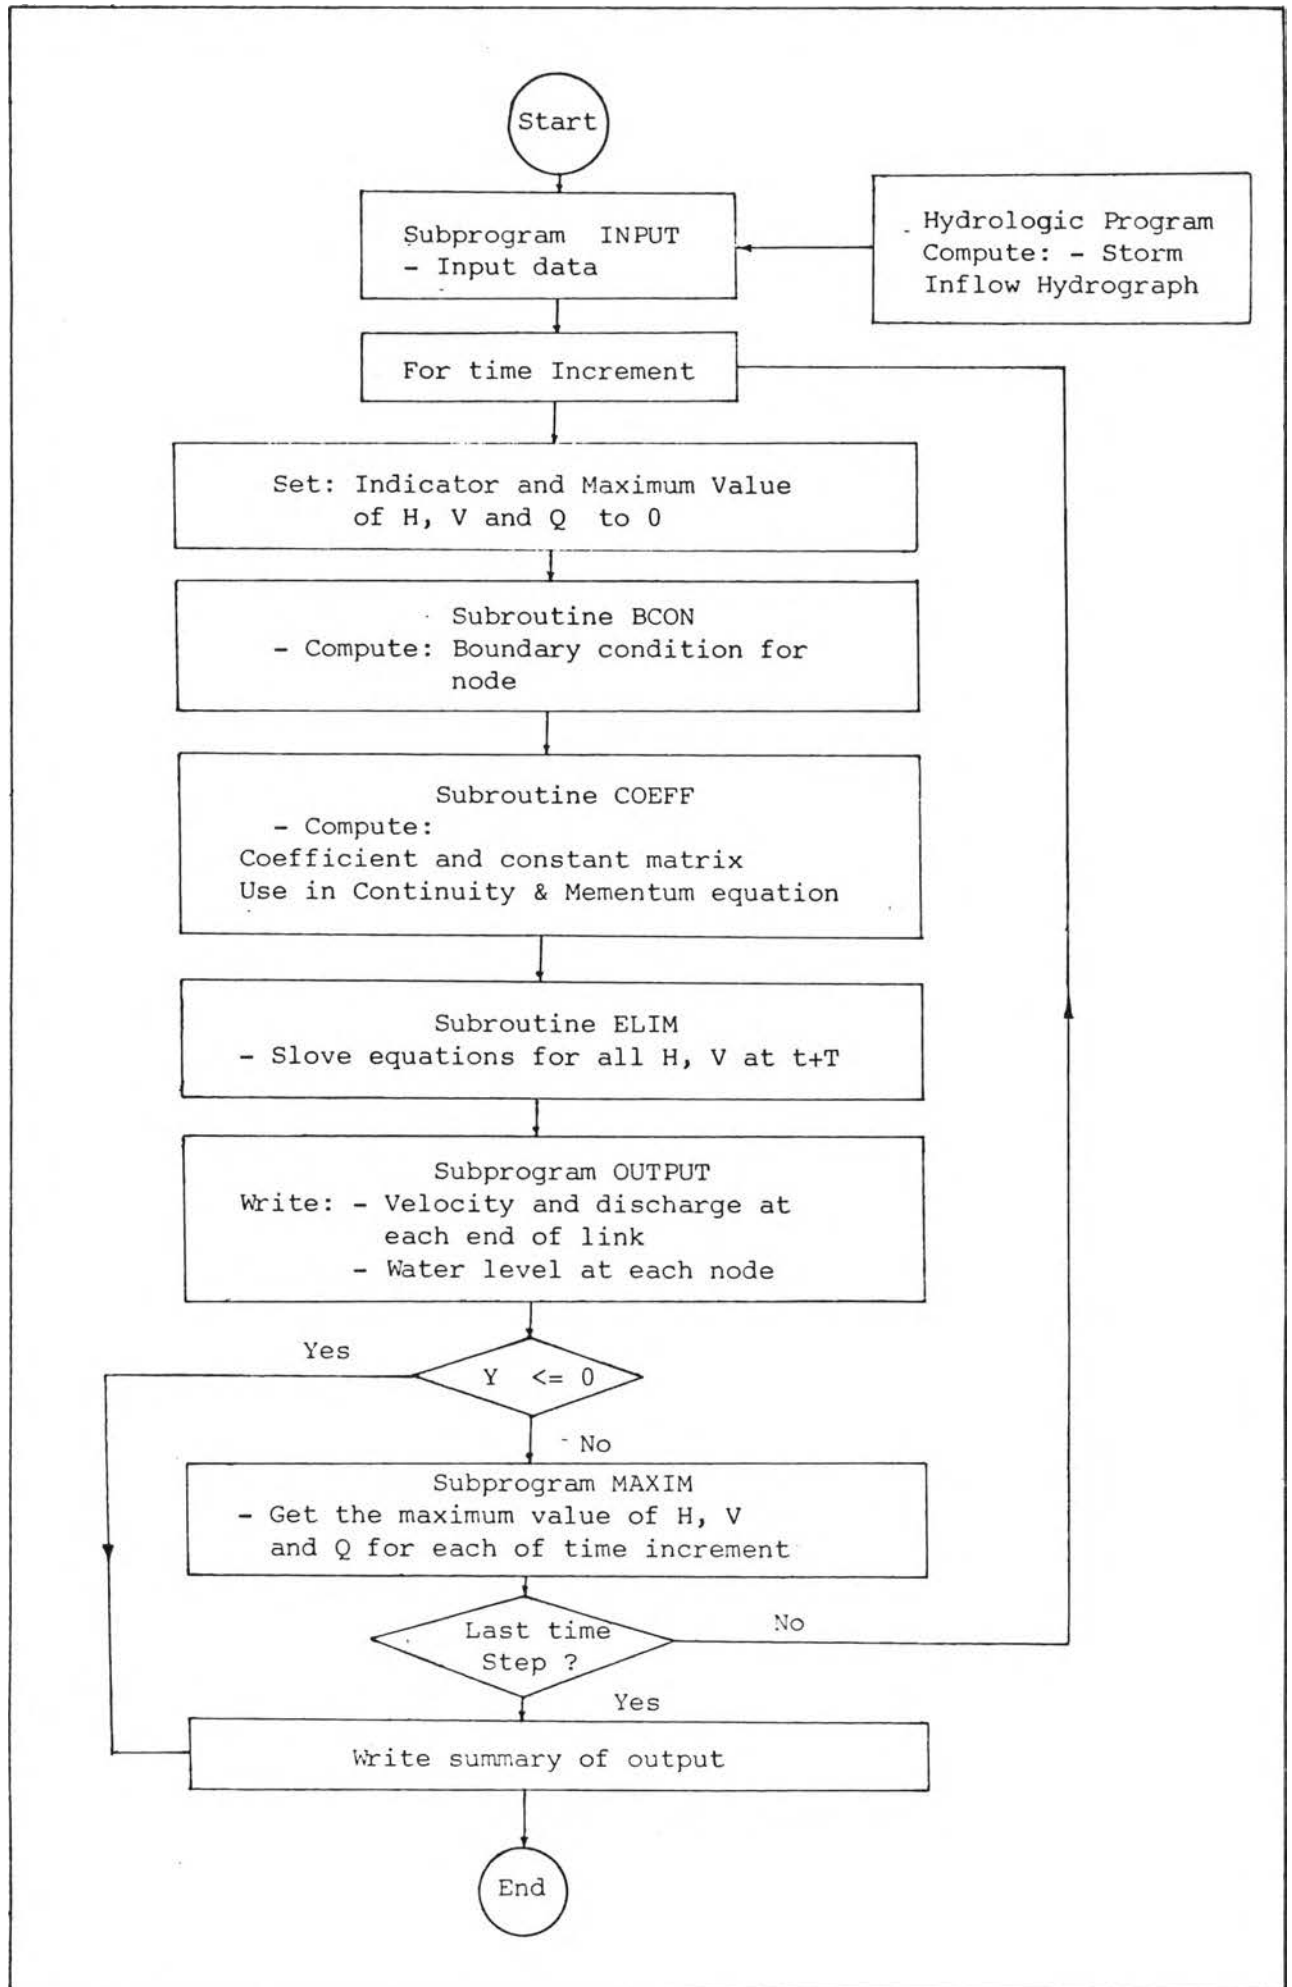 Start
Subprogram INPUT
- Input data
Hydrologic Program
Compute: - Storm
Inflow Hydrograph
For time Increment
Set: Indicator and Maximum Value
of H, V and Q to 0
Subroutine BCON
- Compute: Boundary condition for
node
Subroutine COEFF
- Compute:
Coefficient and constant matrix
Use in Continuity & Mementum equation
Subroutine ELIM
- Slove equations for all H, V at t+T
Subprogram OUTPUT
Write: - Velocity and discharge at
each end of link
- Water level at each node
Yes
Y <= 0
No
Subprogram MAXIM
- Get the maximum value of H, V
and Q for each of time increment
Last time
Step ?
No
Yes
Write summary of output
End